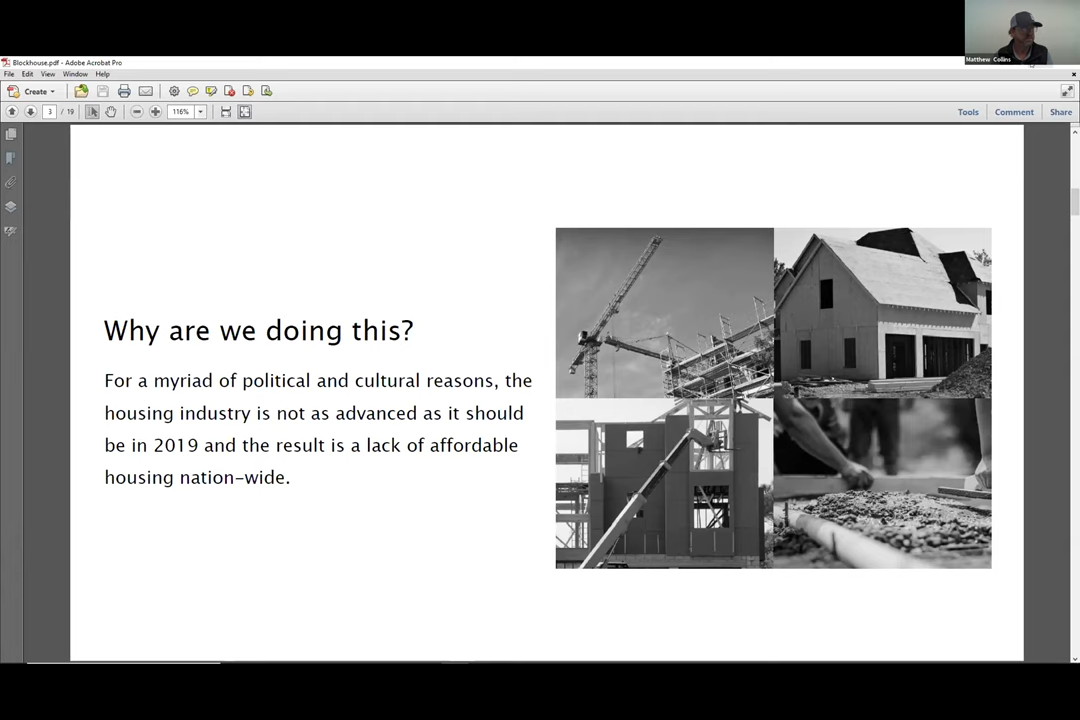 Matthew Collins
Blockhouse.pdf - Adobe Acrobat Pro
File Edit View Window Help
Create
3 / 19
116%
Tools Comment Share
Why are we doing this?
For a myriad of political and cultural reasons, the
housing industry is not as advanced as it should
be in 2019 and the result is a lack of affordable
housing nation-wide.